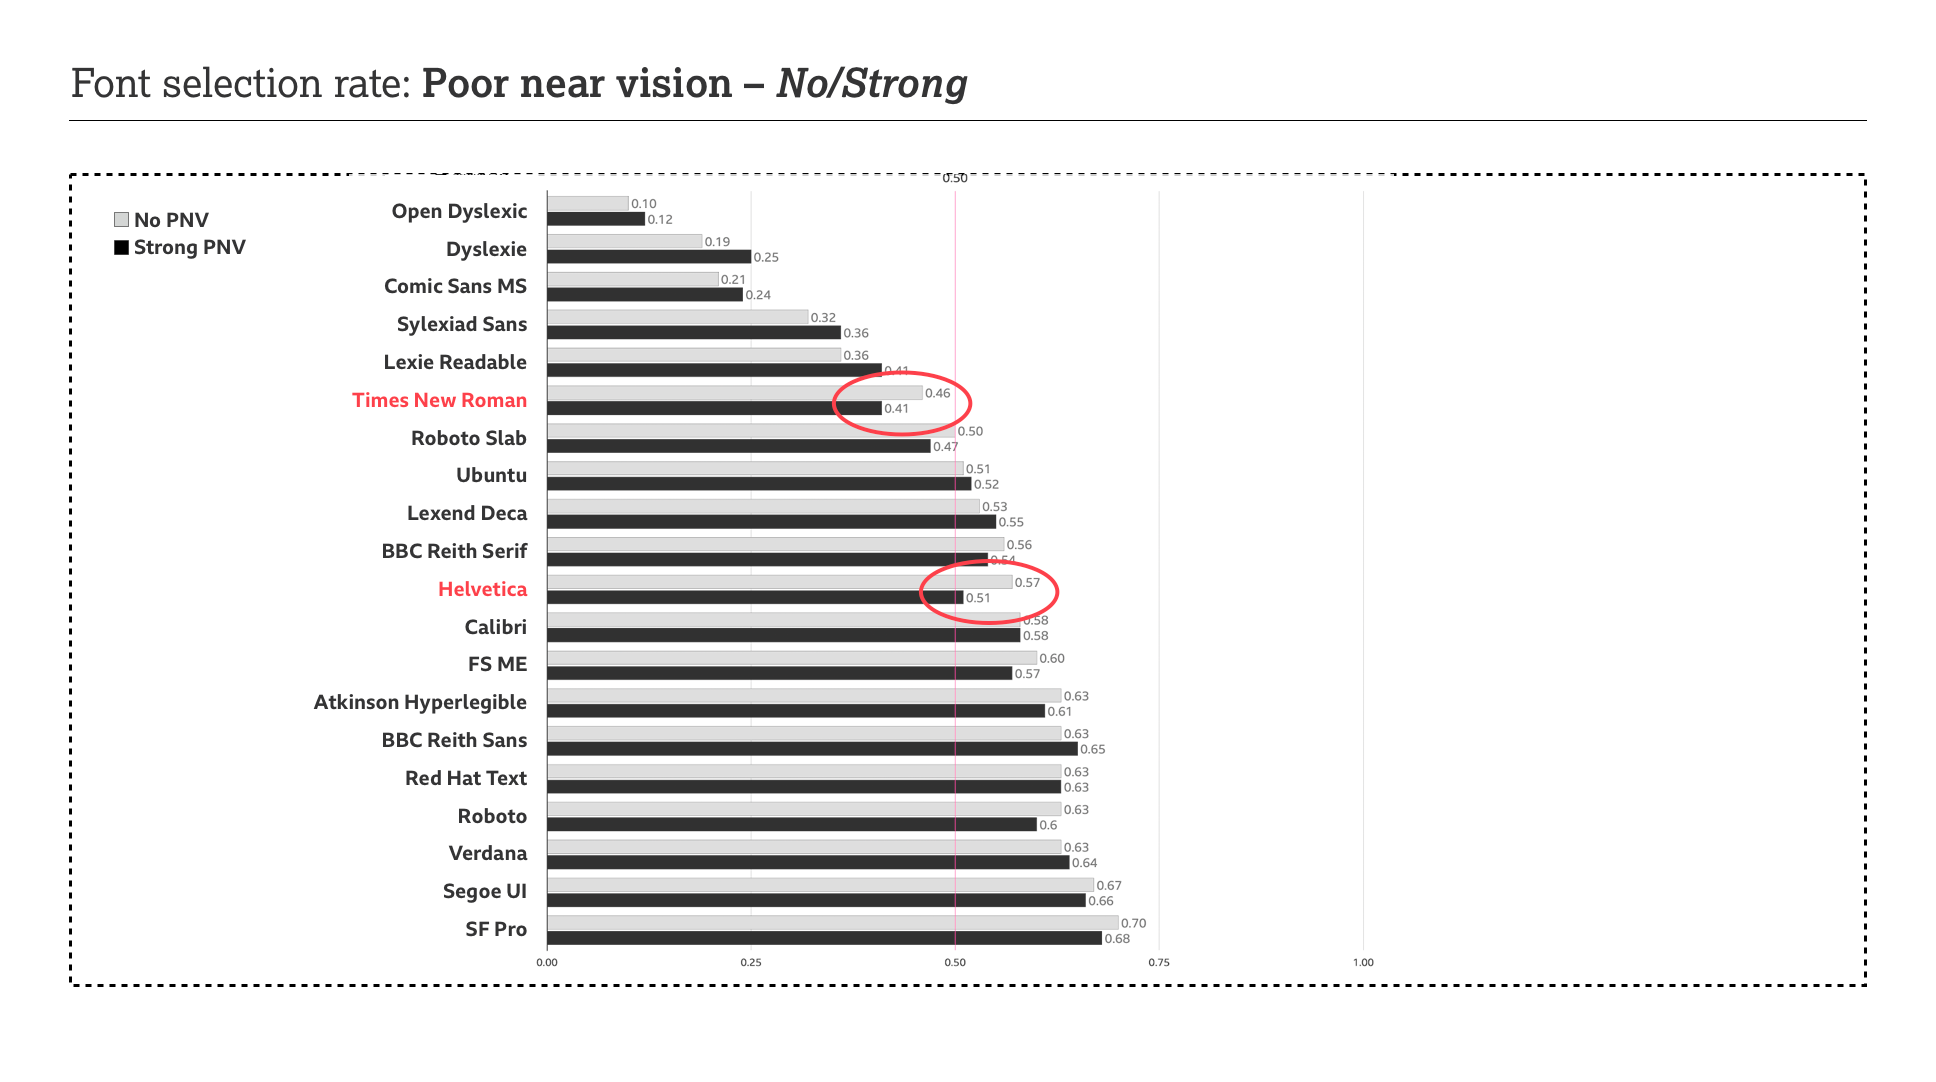 Font selection rate: Poor near vision – No/Strong
0.50
No PNV
Strong PNV
Open Dyslexic 0.10 0.12
Dyslexie 0.19 0.25
Comic Sans MS 0.21 0.24
Sylexiad Sans 0.32 0.36
Lexie Readable 0.36 0.41
Times New Roman 0.46 0.41
Roboto Slab 0.50 0.47
Ubuntu 0.51 0.52
Lexend Deca 0.53 0.55
BBC Reith Serif 0.56 0.54
Helvetica 0.57 0.51
Calibri 0.58 0.58
FS ME 0.60 0.57
Atkinson Hyperlegible 0.63 0.61
BBC Reith Sans 0.63 0.65
Red Hat Text 0.63 0.63
Roboto 0.63 0.6
Verdana 0.63 0.64
Segoe UI 0.67 0.66
SF Pro 0.70 0.68
0.00 0.25 0.50 0.75 1.00